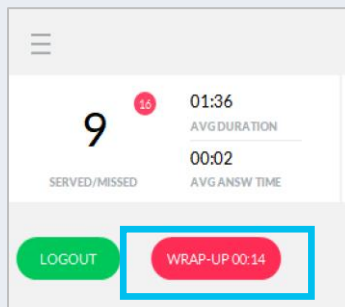 9
16
SERVED/MISSED
01:36
AVG DURATION
00:02
AVG ANSW TIME
LOGOUT
WRAP-UP 00:14